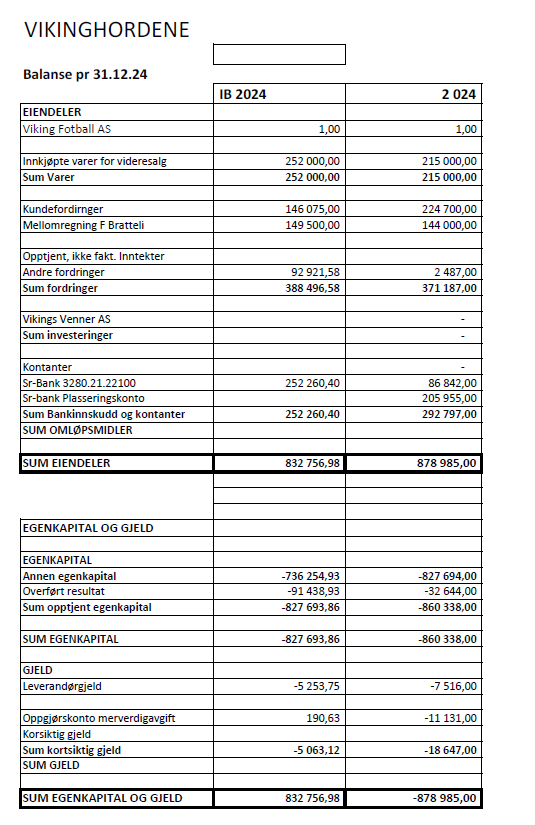 VIKINGHORDENE
Balanse pr 31.12.24
IB 2024 2 024
EIENDELER
Viking Fotball AS 1,00 1,00
Innkjøpte varer for videresalg 252 000,00 215 000,00
Sum Varer 252 000,00 215 000,00
Kundefordirnger 146 075,00 224 700,00
Mellomregning F Bratteli 149 500,00 144 000,00
Opptjent, ikke fakt. Inntekter
Andre fordringer 92 921,58 2 487,00
Sum fordringer 388 496,58 371 187,00
Vikings Venner AS -
Sum investeringer -
Kontanter -
Sr-Bank 3280.21.22100 252 260,40 86 842,00
Sr-bank Plasseringskonto 205 955,00
Sum Bankinnskudd og kontanter 252 260,40 292 797,00
SUM OMLØPSMIDLER
SUM EIENDELER 832 756,98 878 985,00
EGENKAPITAL OG GJELD
EGENKAPITAL
Annen egenkapital -736 254,93 -827 694,00
Overført resultat -91 438,93 -32 644,00
Sum opptjent egenkapital -827 693,86 -860 338,00
SUM EGENKAPITAL -827 693,86 -860 338,00
GJELD
Leverandørgjeld -5 253,75 -7 516,00
Oppgjørskonto merverdigavgift 190,63 -11 131,00
Korsiktig gjeld
Sum kortsiktig gjeld -5 063,12 -18 647,00
SUM GJELD
SUM EGENKAPITAL OG GJELD 832 756,98 -878 985,00